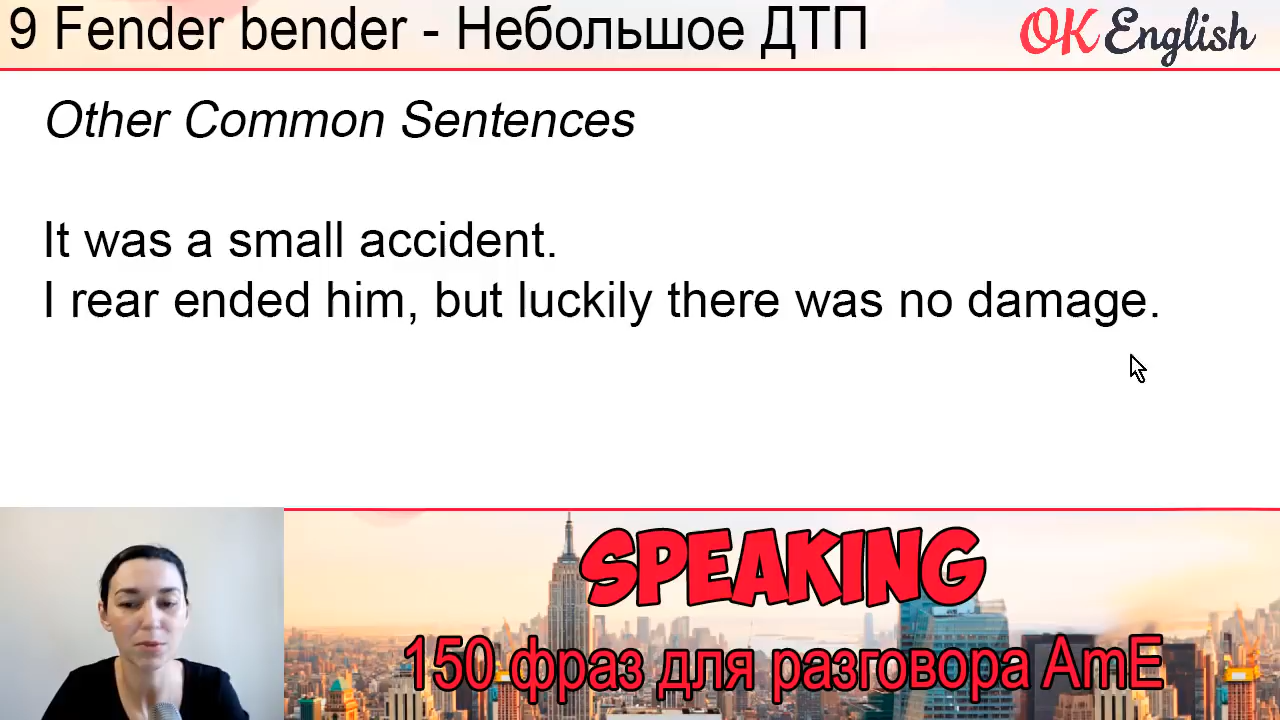 9 Fender bender - Небольшое ДТП
OK English
Other Common Sentences
It was a small accident.
I rear ended him, but luckily there was no damage.
SPEAKING
150 фраз для разговора AmE